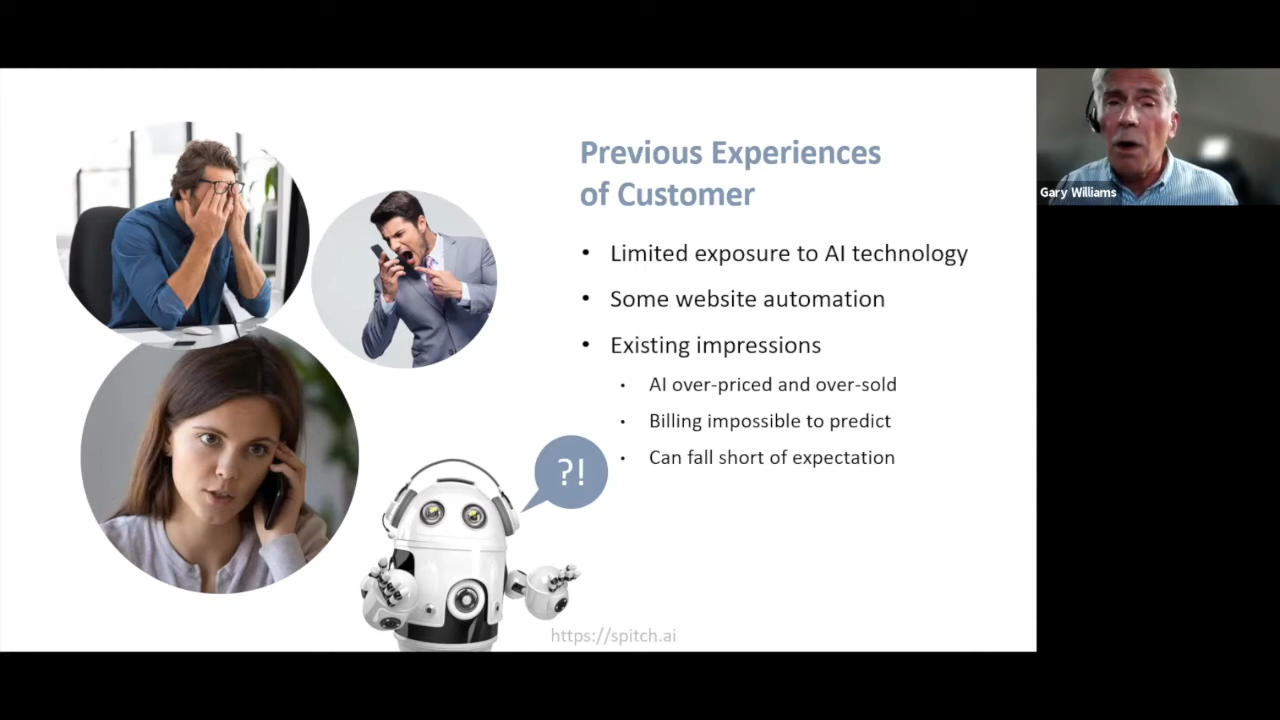 Previous Experiences
of Customer
• Limited exposure to AI technology
• Some website automation
• Existing impressions
• AI over-priced and over-sold
• Billing impossible to predict
• Can fall short of expectation
?!
https://spitch.ai
Gary Williams